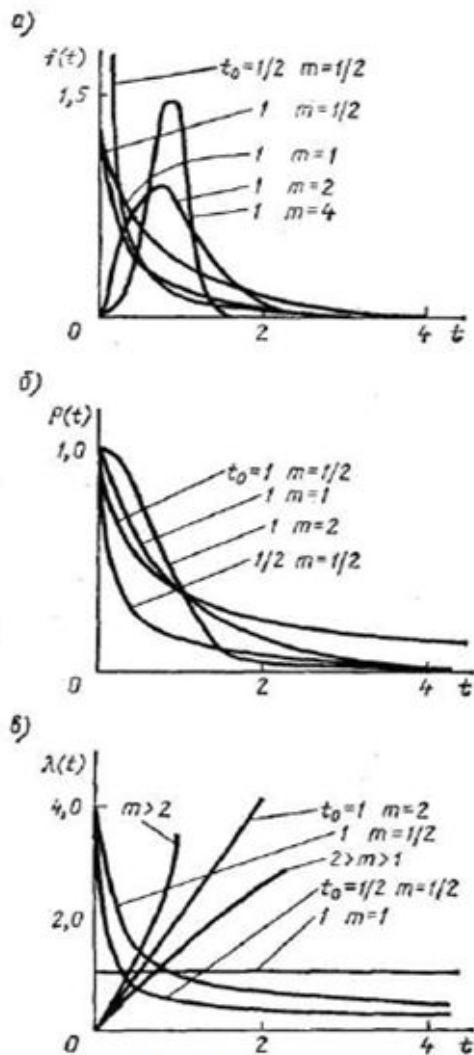 а)
f(t)
t₀=1/2 m=1/2
1,5
1 m=1/2
1 m=1
1 m=2
1 m=4
0 2 4 t
б)
P(t)
1,0
t₀=1 m=1/2
1 m=1
1 m=2
1/2 m=1/2
0 2 4 t
в)
λ(t)
4,0
m>2
t₀=1 m=2
1 m=1/2
2>m>1
2,0
t₀=1/2 m=1/2
1 m=1
0 2 4 t